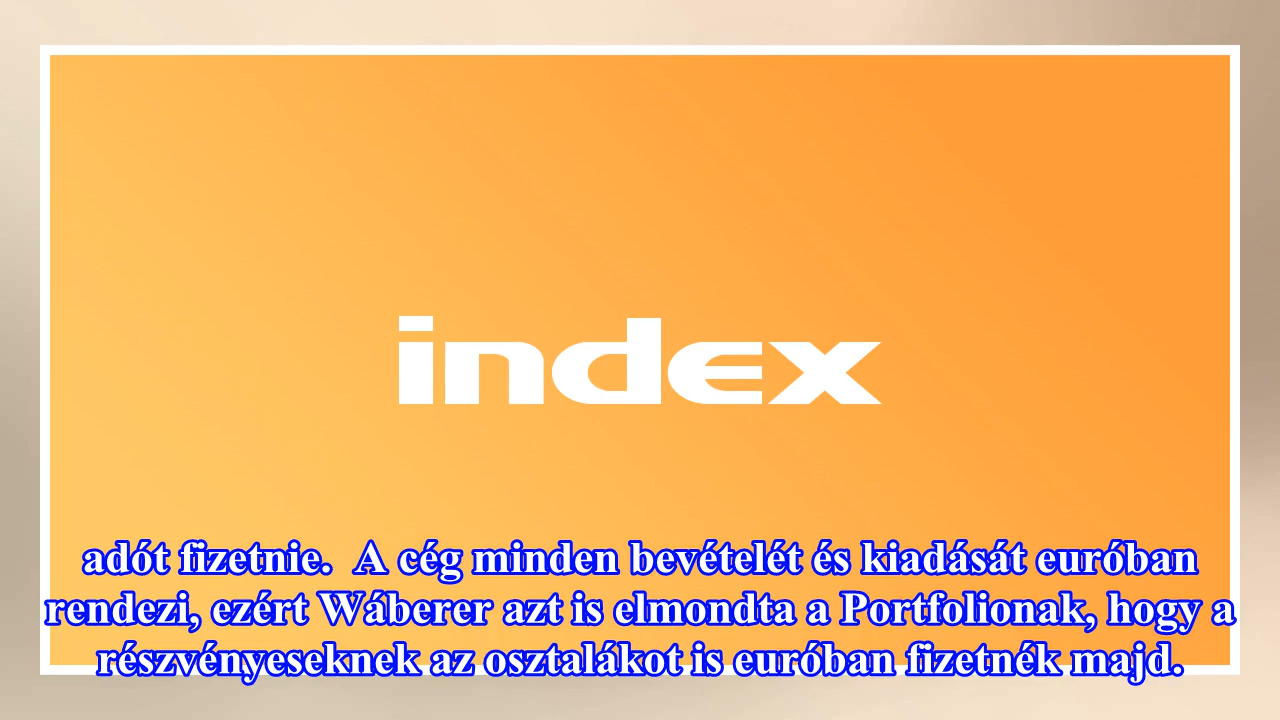 index
adót fizetnie.  A cég minden bevételét és kiadását euróban
rendezi, ezért Wáberer azt is elmondta a Portfolionak, hogy a
részvényeseknek az osztalákot is euróban fizetnék majd.